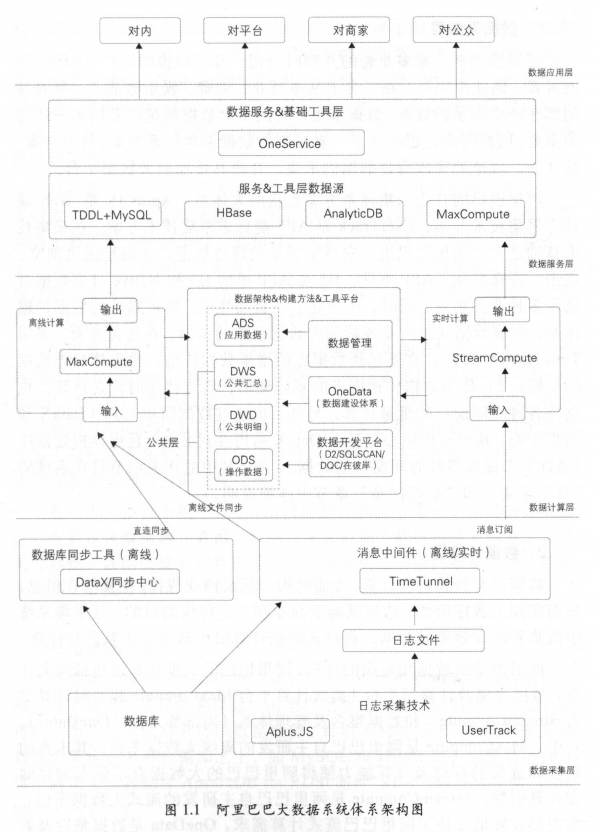 对内
对平台
对商家
对公众
数据应用层
数据服务&基础工具层
OneService
服务&工具层数据源
TDDL+MySQL
HBase
AnalyticDB
MaxCompute
数据服务层
离线计算
输出
MaxCompute
输入
数据架构&构建方法&工具平台
ADS
(应用数据)
DWS
(公共汇总)
DWD
(公共明细)
ODS
(操作数据)
公共层
数据管理
OneData
(数据建设体系)
数据开发平台
(D2/SQLSCAN/
DQC/在彼岸)
实时计算
输出
StreamCompute
输入
数据计算层
离线文件同步
直连同步
消息订阅
数据库同步工具(离线)
DataX/同步中心
消息中间件(离线/实时)
TimeTunnel
日志文件
数据库
日志采集技术
Aplus.JS
UserTrack
数据采集层
图 1.1 阿里巴巴大数据系统体系架构图